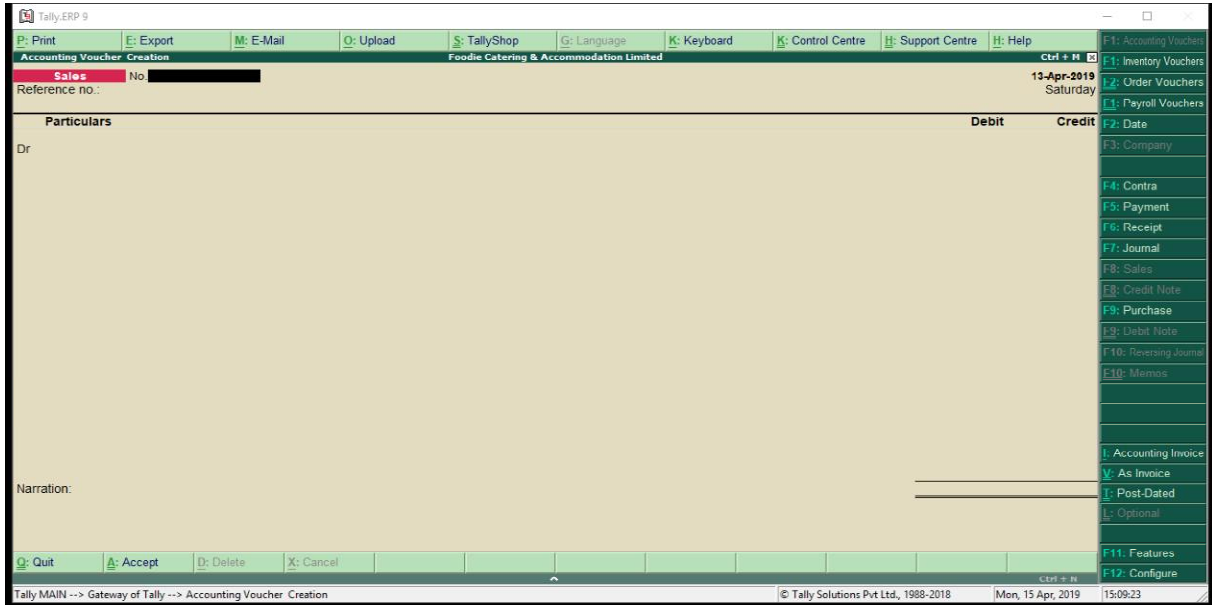 Tally.ERP 9
P: Print E: Export M: E-Mail O: Upload S: TallyShop G: Language K: Keyboard K: Control Centre H: Support Centre H: Help
Accounting Voucher Creation Foodie Catering & Accommodation Limited Ctrl + M
Sales No. 13-Apr-2019
Reference no.: Saturday
Particulars Debit Credit
Dr
Narration:
F1: Accounting Vouchers
F1: Inventory Vouchers
F2: Order Vouchers
F1: Payroll Vouchers
F2: Date
F3: Company
F4: Contra
F5: Payment
F6: Receipt
F7: Journal
F8: Sales
F8: Credit Note
F9: Purchase
F9: Debit Note
F10: Reversing Journal
F10: Memos
I: Accounting Invoice
V: As Invoice
T: Post-Dated
L: Optional
F11: Features
F12: Configure
Q: Quit A: Accept D: Delete X: Cancel
Ctrl + N
Tally MAIN --> Gateway of Tally --> Accounting Voucher Creation © Tally Solutions Pvt Ltd., 1988-2018 Mon, 15 Apr, 2019 15:09:23